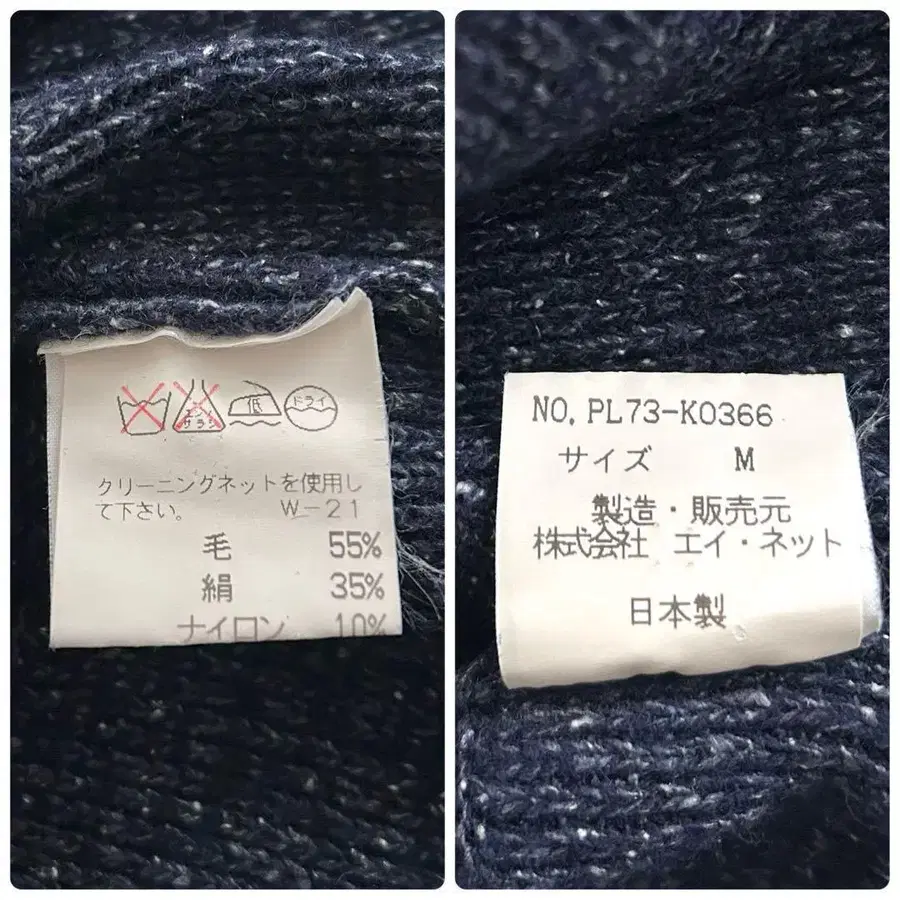 エンソ
サラシ
低
ドライ
クリーニングネットを使用し
て下さい。 W-21
毛 55%
絹 35%
ナイロン 10%
NO.PL73-K0366
サイズ M
製造・販売元
株式会社 エイ・ネット
日本製